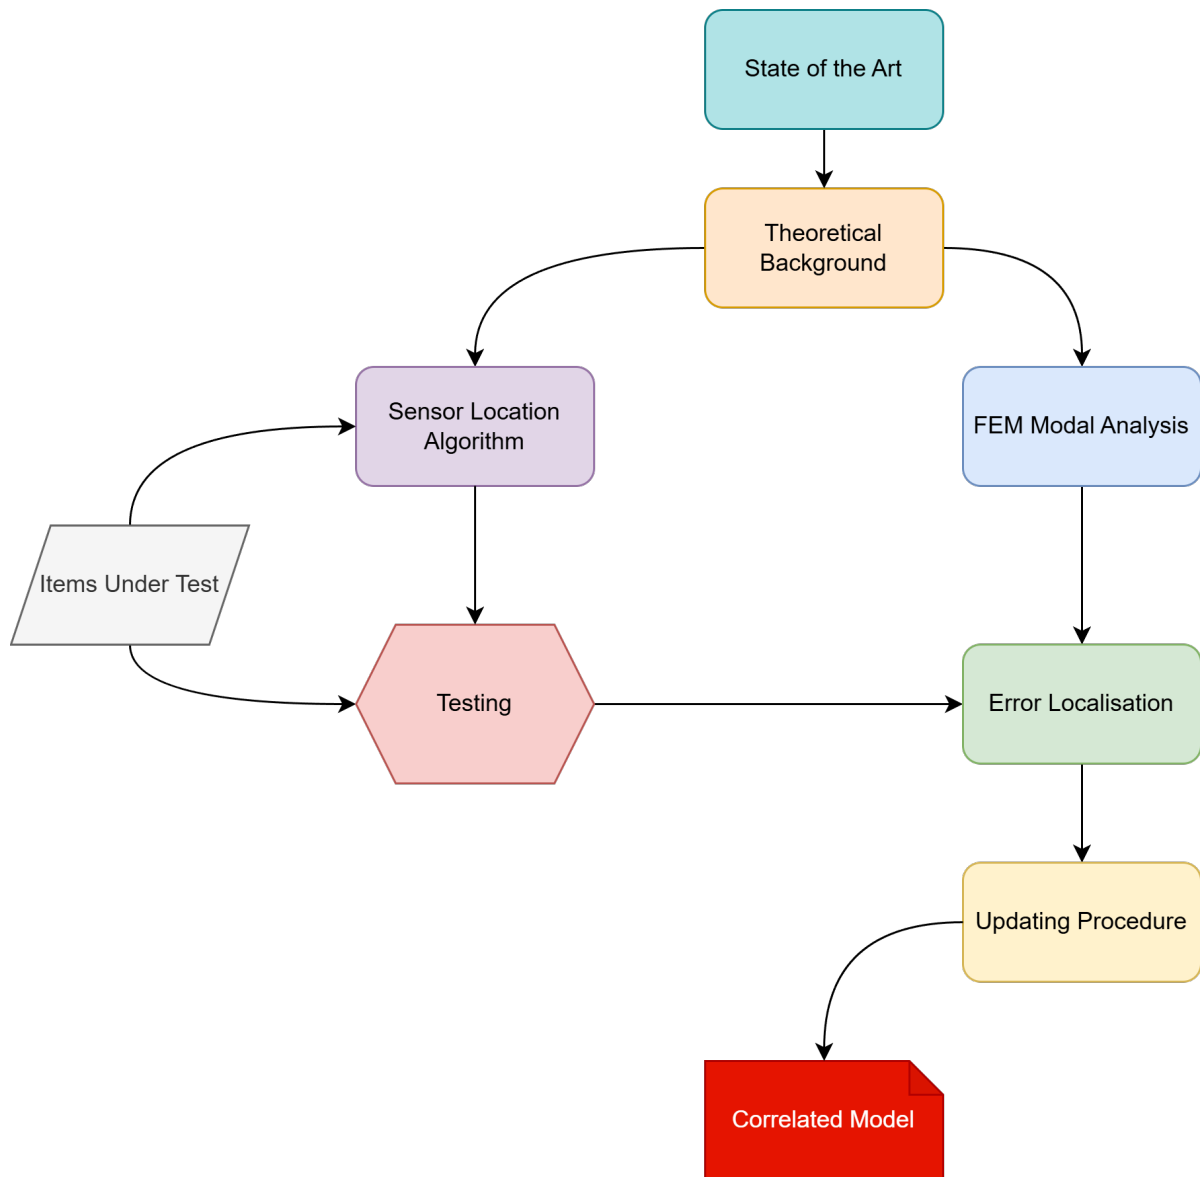 State of the Art
Theoretical
Background
Sensor Location
Algorithm
FEM Modal Analysis
Items Under Test
Testing
Error Localisation
Updating Procedure
Correlated Model